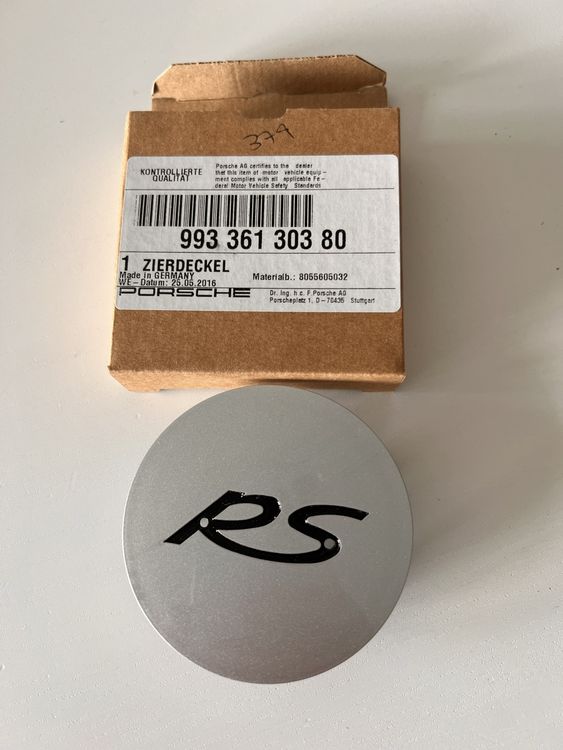 379
KONTROLLIERTE
QUALITÄT
Porsche AG certifies to the dealer
that this item of motor vehicle equip –
ment complies with all applicable Fe –
deral Motor Vehicle Safety Standards
993 361 303 80
1 ZIERDECKEL
Made in GERMANY
Materialb.: 8055605032
WE – Datum: 25.05.2016
PORSCHE
Dr. Ing. h c. F. Porsche AG
Porscheplatz 1, D – 70435 Stuttgart
RS